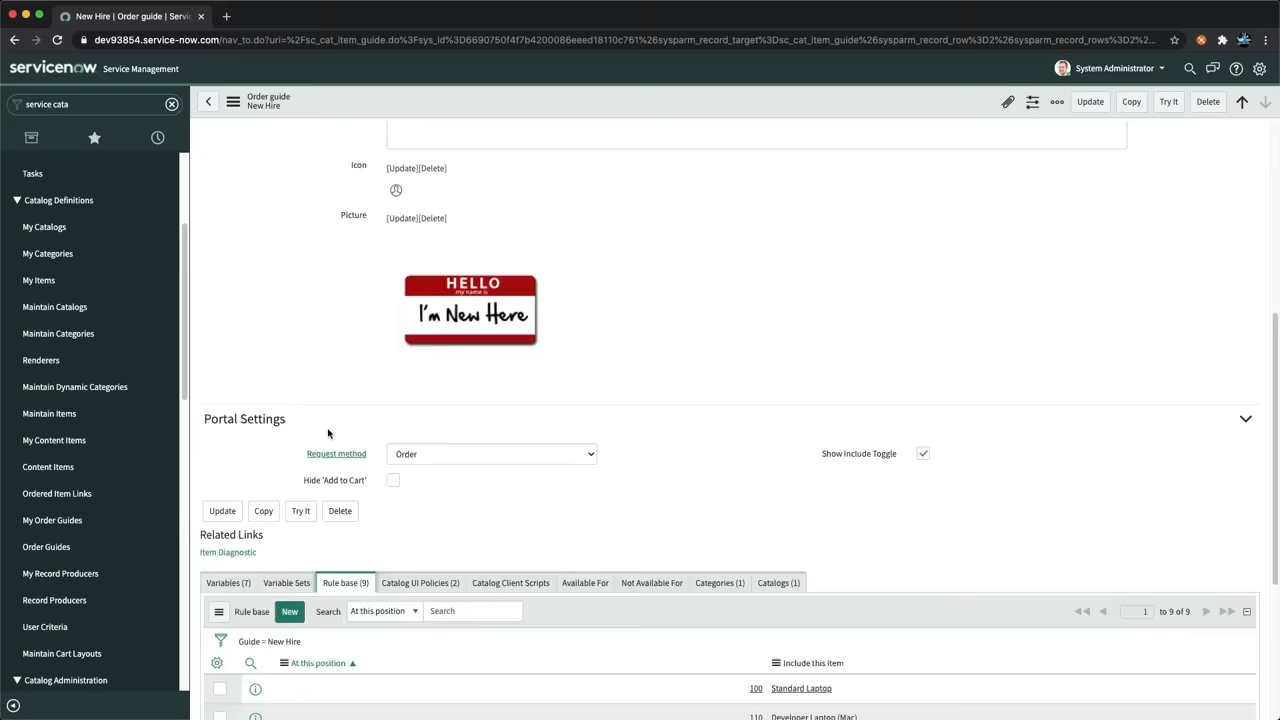 New Hire | Order guide | Service
dev93854.service-now.com/nav_to.do?uri=%2Fsc_cat_item_guide.do%3Fsys_id%3D6690750f4f7b4200086eeed18110c761%26sysparm_record_target%3Dsc_cat_item_guide%26sysparm_record_row%3D2%26sysparm_record_rows%3D2%2...
servicenow Service Management
System Administrator
service cata
Order guide
New Hire
Update Copy Try It Delete
Tasks
Catalog Definitions
My Catalogs
My Categories
My Items
Maintain Catalogs
Maintain Categories
Renderers
Maintain Dynamic Categories
Maintain Items
My Content Items
Content Items
Ordered Item Links
My Order Guides
Order Guides
My Record Producers
Record Producers
User Criteria
Maintain Cart Layouts
Catalog Administration
Icon [Update][Delete]
Picture [Update][Delete]
HELLO
my name is
I'm New Here
Portal Settings
Request method Order Show Include Toggle
Hide 'Add to Cart'
Update Copy Try It Delete
Related Links
Item Diagnostic
Variables (7) Variable Sets Rule base (9) Catalog UI Policies (2) Catalog Client Scripts Available For Not Available For Categories (1) Catalogs (1)
Rule base New Search At this position ▼ Search 1 to 9 of 9
Guide = New Hire
At this position ▲ Include this item
100 Standard Laptop
110 Developer Laptop (Mac)